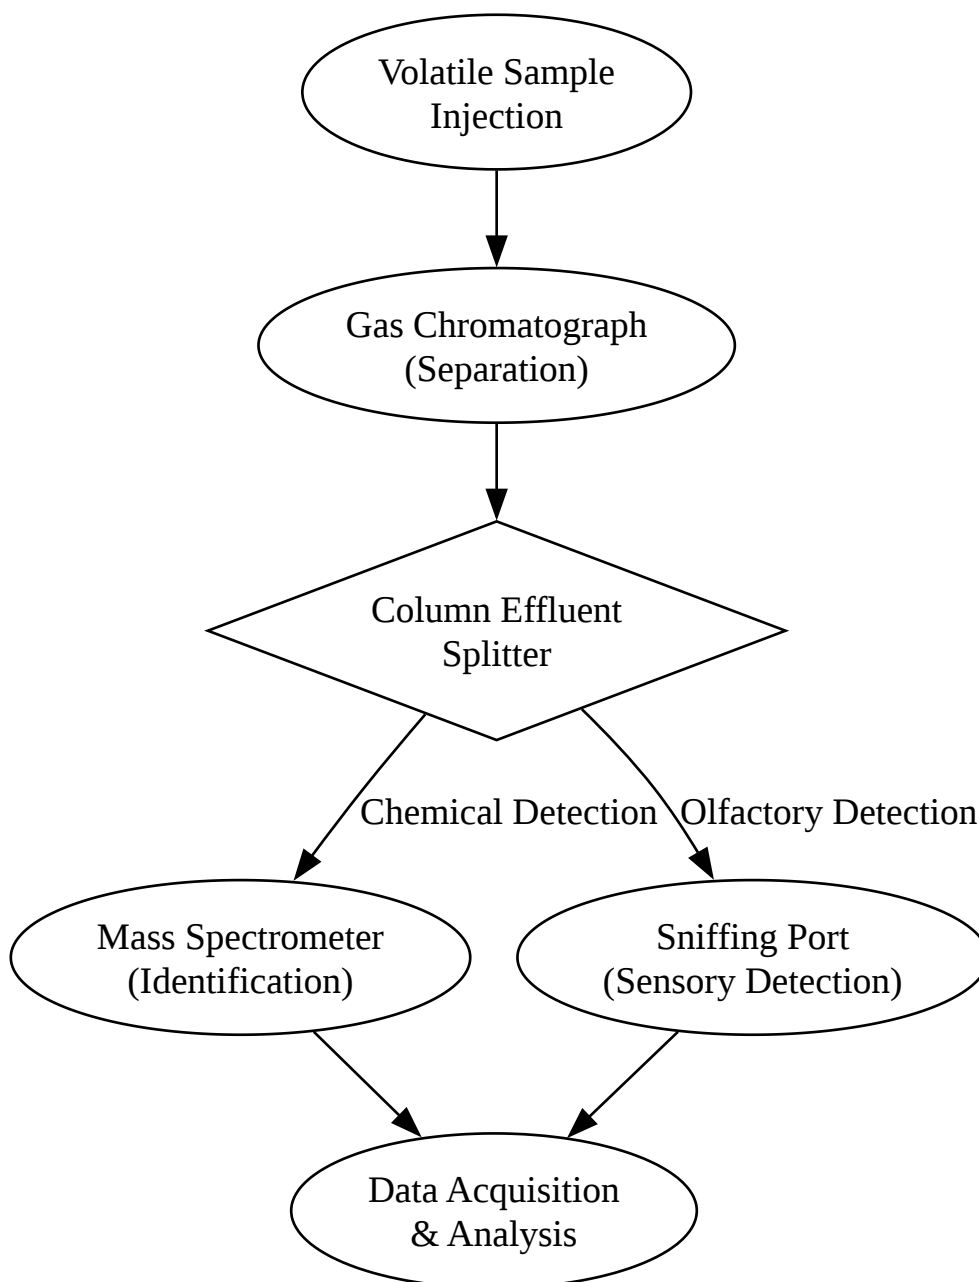 Volatile Sample
Injection
Gas Chromatograph
(Separation)
Column Effluent
Splitter
Chemical Detection
Olfactory Detection
Mass Spectrometer
(Identification)
Sniffing Port
(Sensory Detection)
Data Acquisition
& Analysis